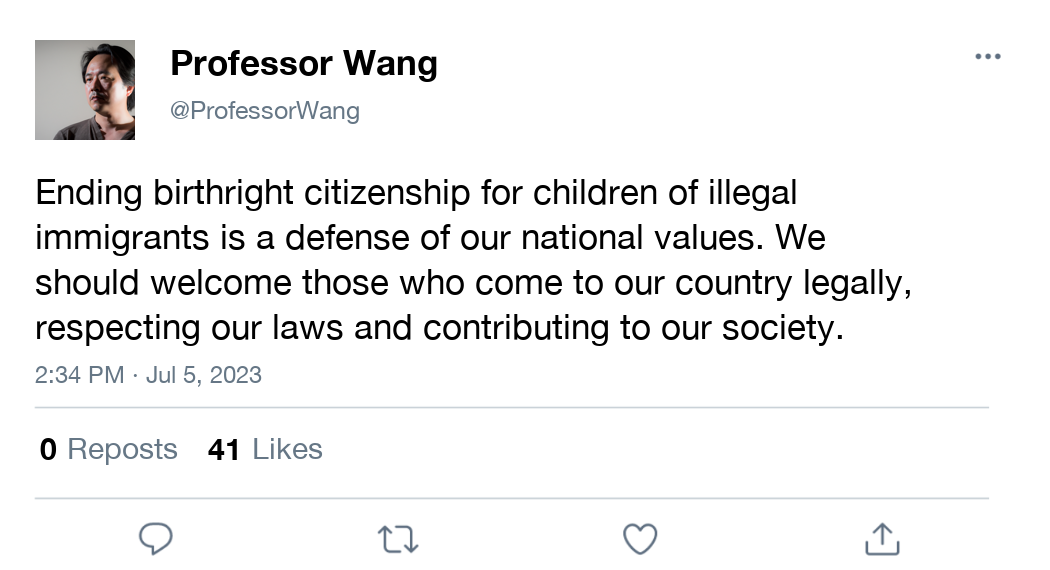 Professor Wang
@ProfessorWang
Ending birthright citizenship for children of illegal
immigrants is a defense of our national values. We
should welcome those who come to our country legally,
respecting our laws and contributing to our society.
2:34 PM · Jul 5, 2023
0 Reposts 41 Likes